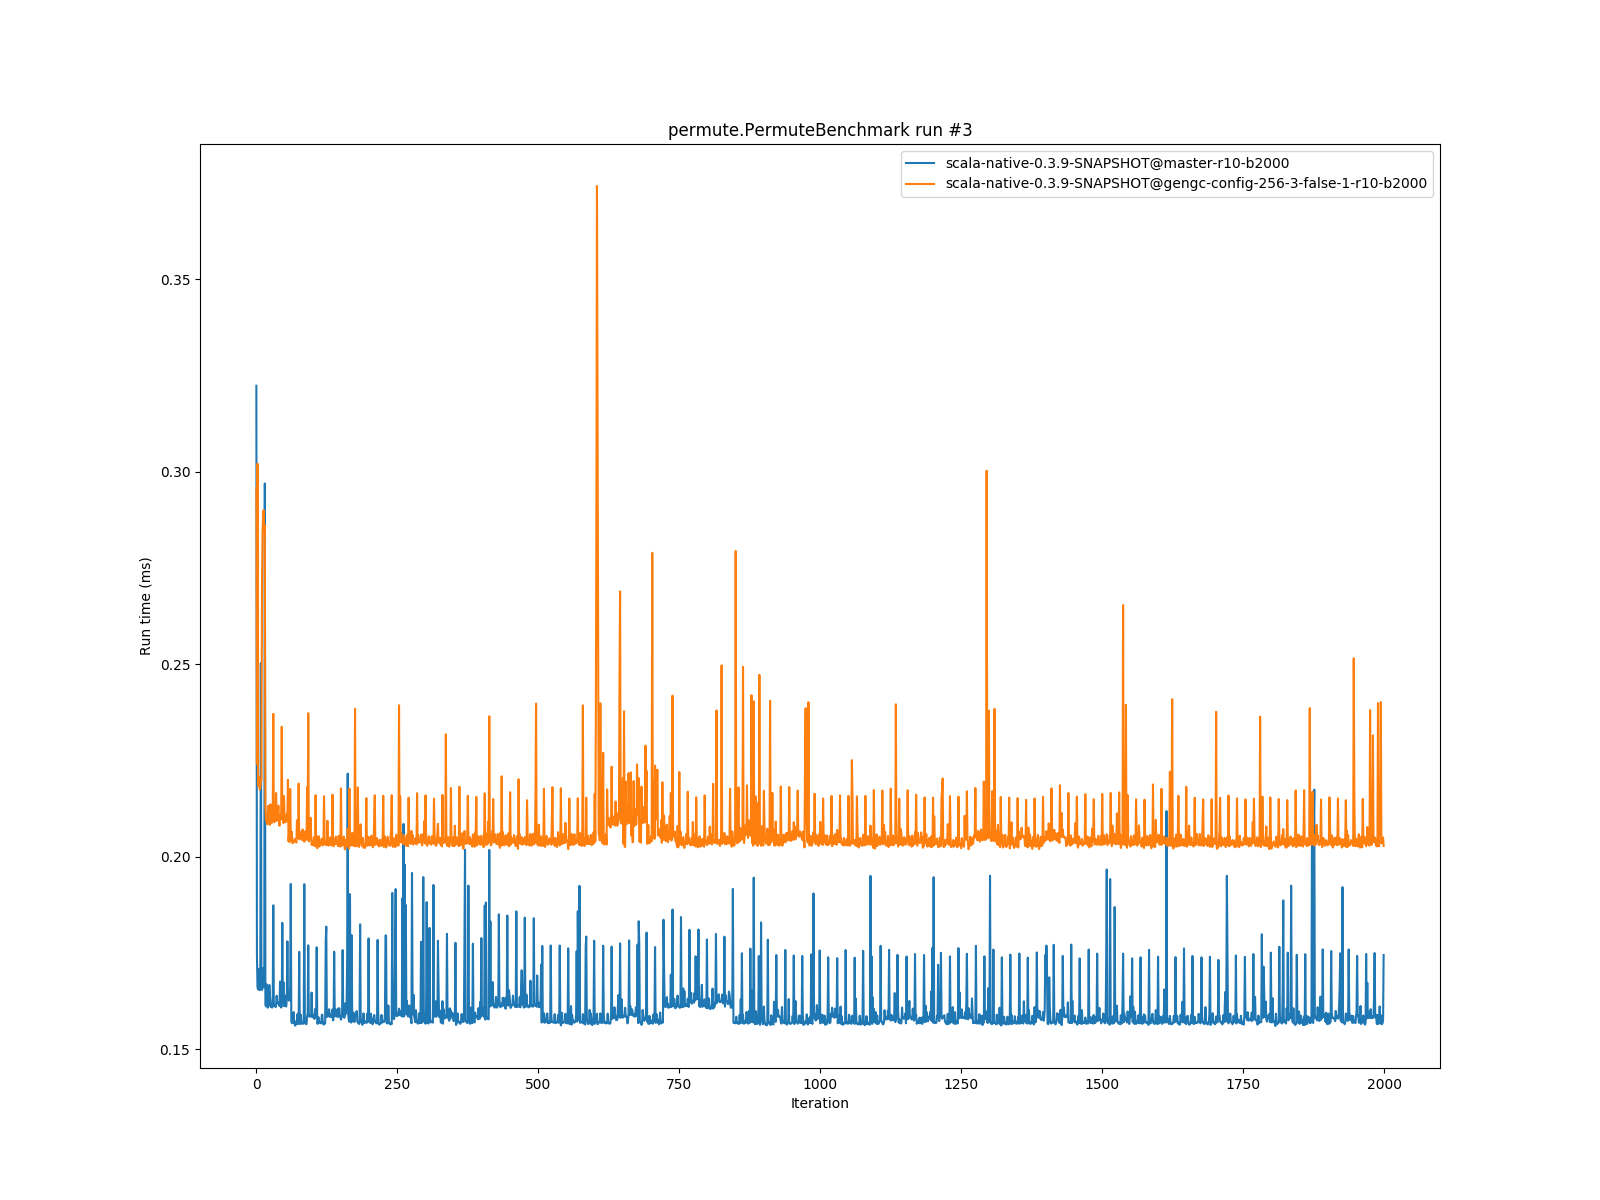 permute.PermuteBenchmark run #3
scala-native-0.3.9-SNAPSHOT@master-r10-b2000
scala-native-0.3.9-SNAPSHOT@gengc-config-256-3-false-1-r10-b2000
0.35
0.30
0.25
0.20
0.15
Run time (ms)
0 250 500 750 1000 1250 1500 1750 2000
Iteration